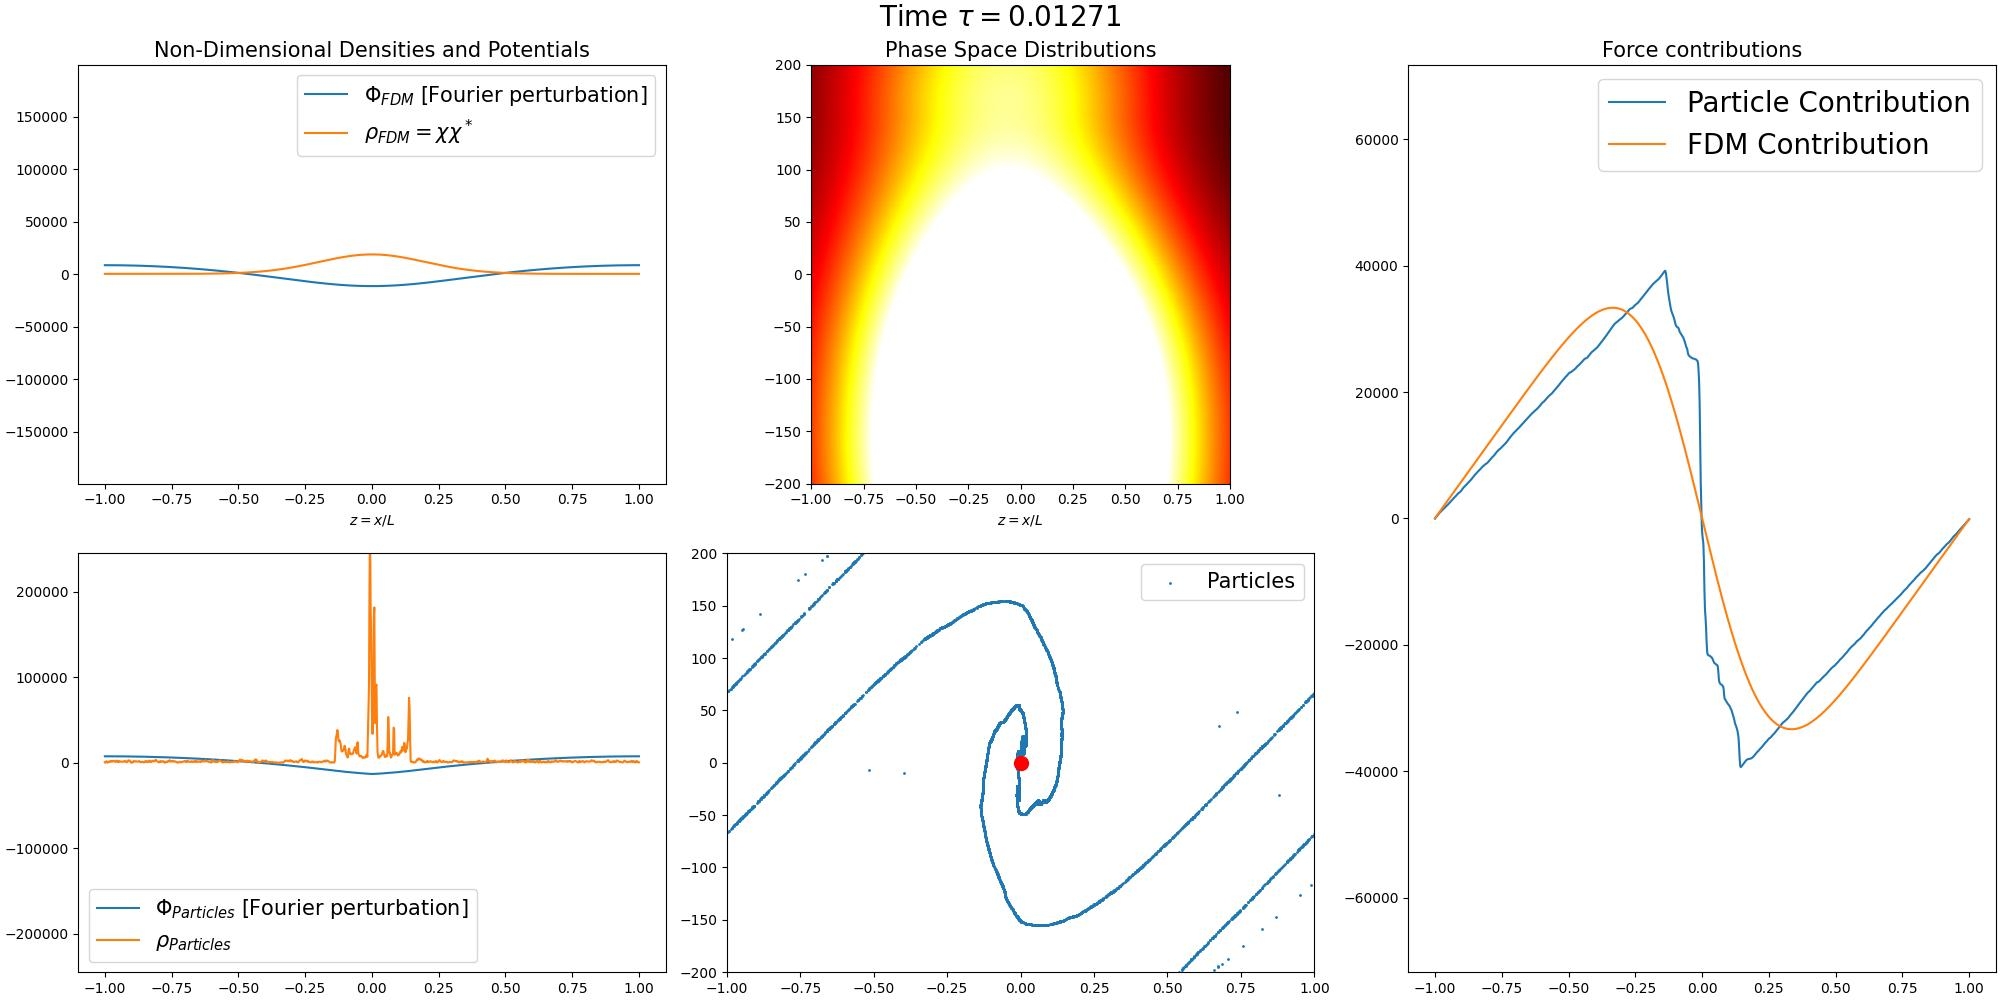 Time τ = 0.01271
Non-Dimensional Densities and Potentials
Φ_FDM [Fourier perturbation]
ρ_FDM = χχ*
150000
100000
50000
0
−50000
−100000
−150000
−1.00 −0.75 −0.50 −0.25 0.00 0.25 0.50 0.75 1.00
z = x/L
Phase Space Distributions
200
150
100
50
0
−50
−100
−150
−200
−1.00 −0.75 −0.50 −0.25 0.00 0.25 0.50 0.75 1.00
z = x/L
Force contributions
Particle Contribution
FDM Contribution
60000
40000
20000
0
−20000
−40000
−60000
−1.00 −0.75 −0.50 −0.25 0.00 0.25 0.50 0.75 1.00
200000
100000
0
−100000
−200000
Φ_Particles [Fourier perturbation]
ρ_Particles
−1.00 −0.75 −0.50 −0.25 0.00 0.25 0.50 0.75 1.00
Particles
200
150
100
50
0
−50
−100
−150
−200
−1.00 −0.75 −0.50 −0.25 0.00 0.25 0.50 0.75 1.00